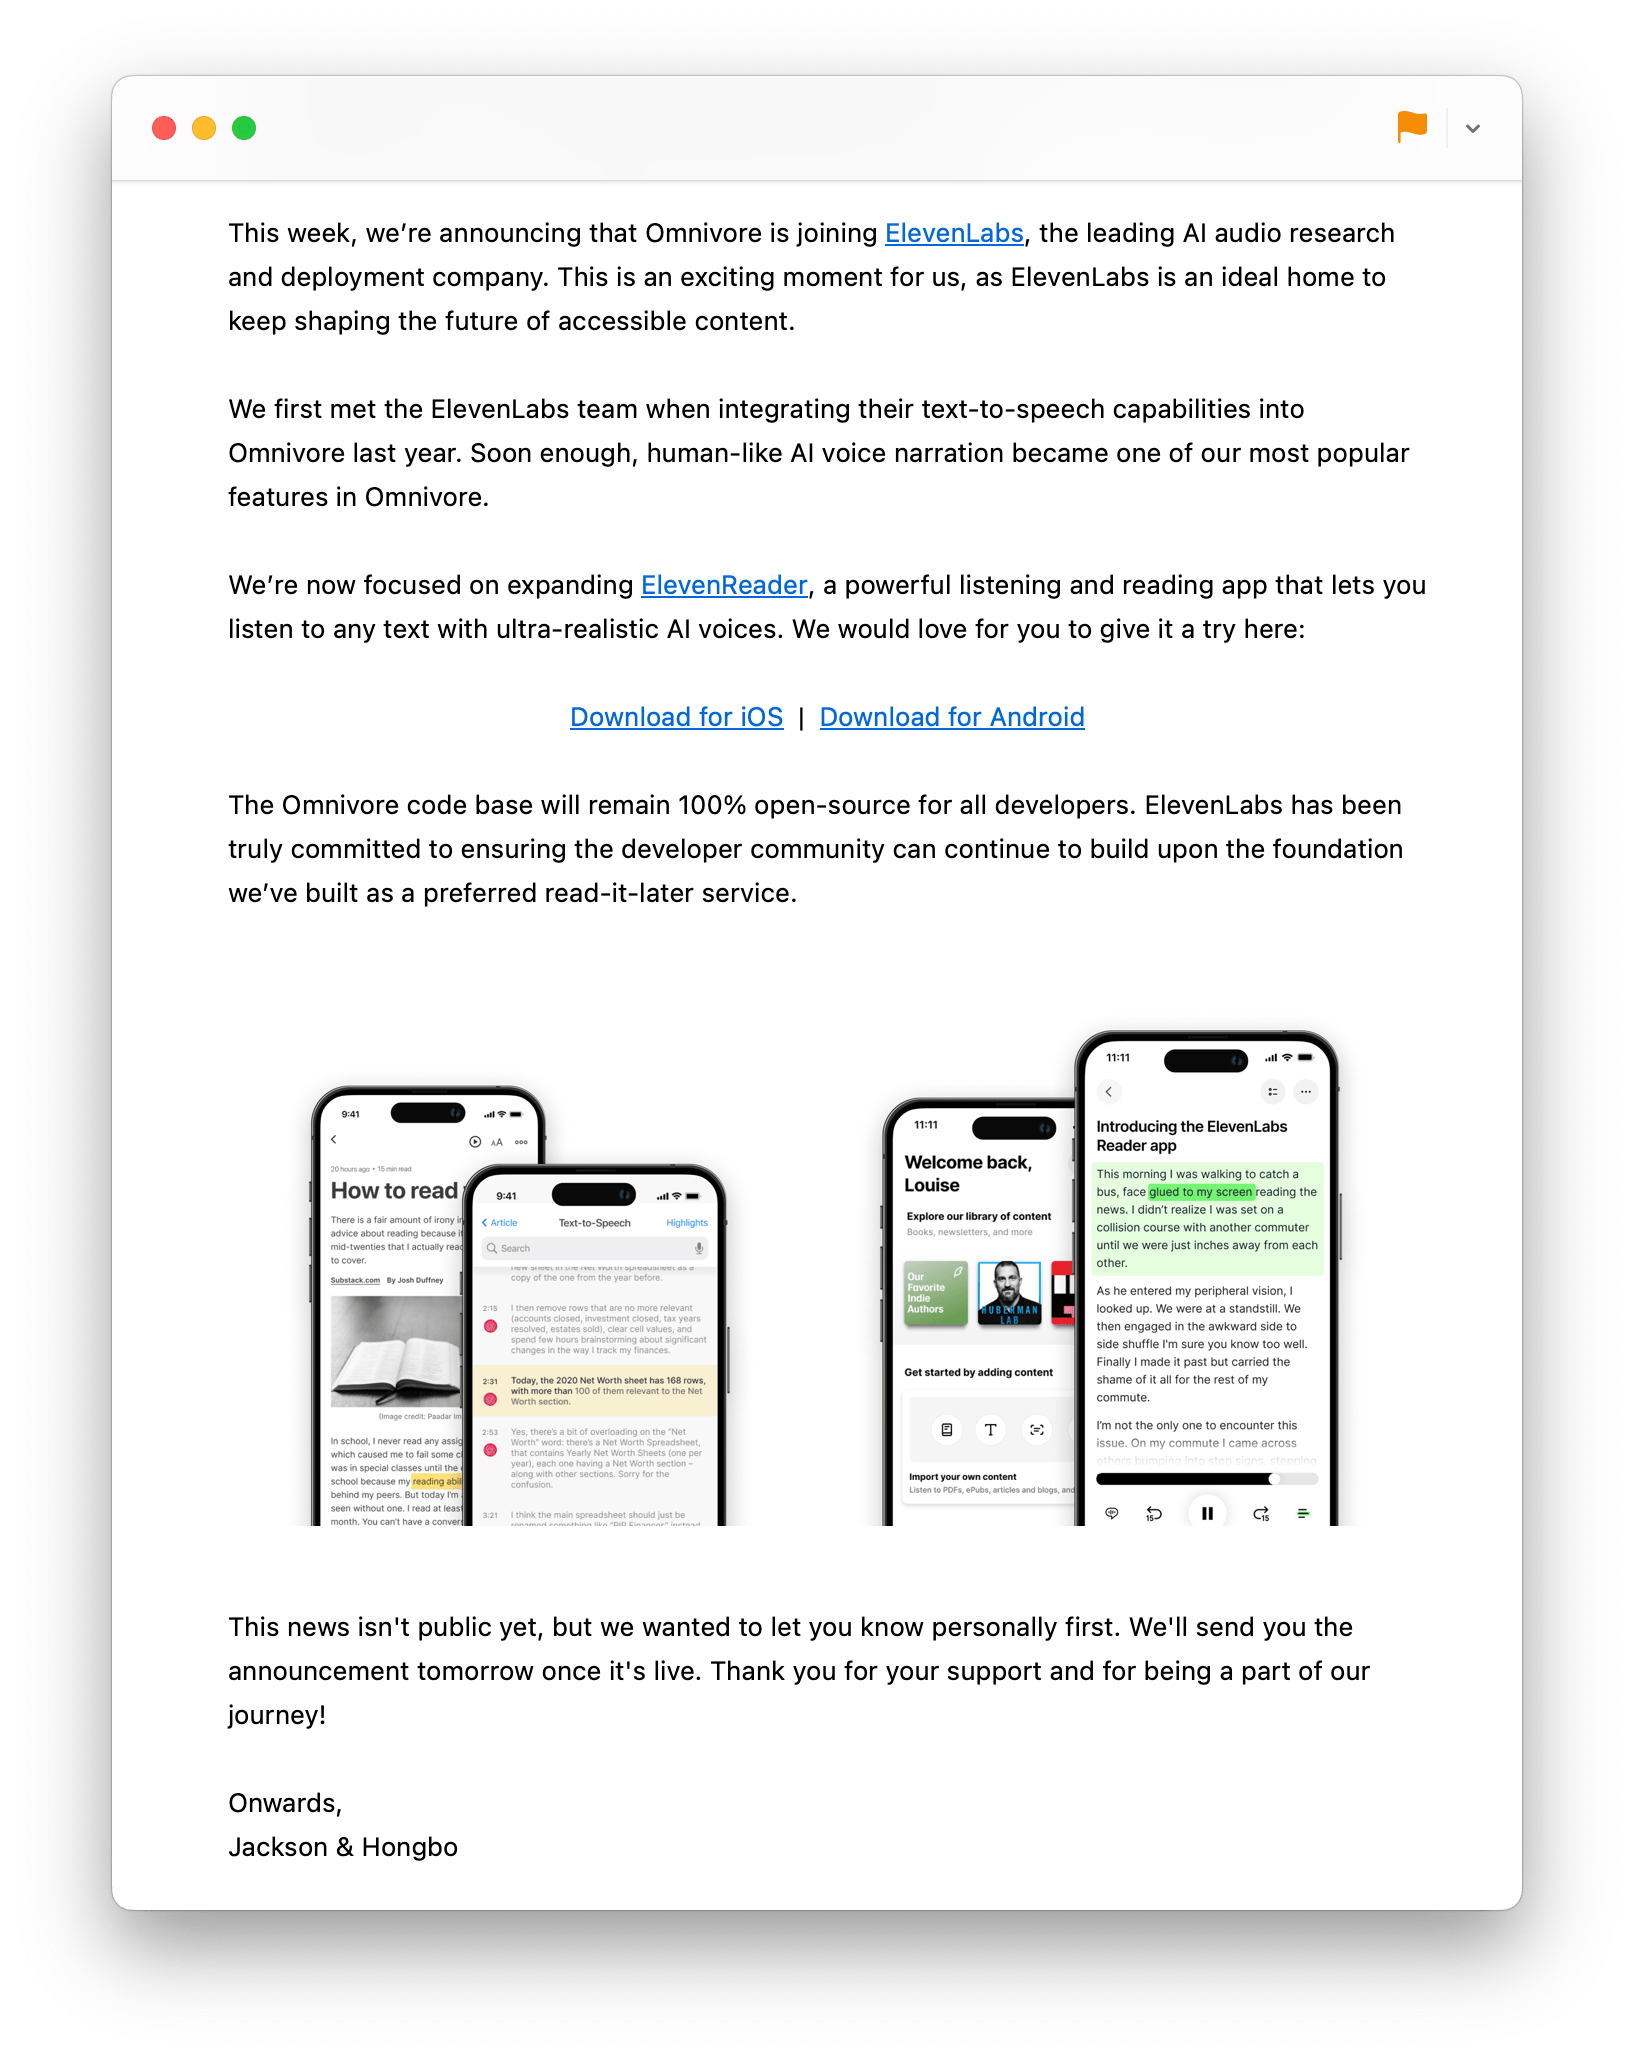 This week, we’re announcing that Omnivore is joining ElevenLabs, the leading AI audio research
and deployment company. This is an exciting moment for us, as ElevenLabs is an ideal home to
keep shaping the future of accessible content.
We first met the ElevenLabs team when integrating their text-to-speech capabilities into
Omnivore last year. Soon enough, human-like AI voice narration became one of our most popular
features in Omnivore.
We’re now focused on expanding ElevenReader, a powerful listening and reading app that lets you
listen to any text with ultra-realistic AI voices. We would love for you to give it a try here:
Download for iOS | Download for Android
The Omnivore code base will remain 100% open-source for all developers. ElevenLabs has been
truly committed to ensuring the developer community can continue to build upon the foundation
we’ve built as a preferred read-it-later service.
9:41
AA
20 hours ago • 15 min read
How to read
There is a fair amount of irony in
advice about reading because it
mid-twenties that I actually read
to cover.
Substack.com By Josh Duffney
(Image credit: Paadar Im
In school, I never read any assig
which caused me to fail some cl
was in special classes until the
school because my reading abil
behind my peers. But today I'm
seen without one. I read at least
month. You can't have a convers
9:41
Article Text-to-Speech Highlights
Search
new sheet in the Net Worth spreadsheet as a
copy of the one from the year before.
2:15 I then remove rows that are no more relevant
(accounts closed, investment closed, tax years
resolved, estates sold), clear cell values, and
spend few hours brainstorming about significant
changes in the way I track my finances.
2:31 Today, the 2020 Net Worth sheet has 168 rows,
with more than 100 of them relevant to the Net
Worth section.
2:53 Yes, there's a bit of overloading on the "Net
Worth" word: there's a Net Worth Spreadsheet,
that contains Yearly Net Worth Sheets (one per
year), each one having a Net Worth section –
along with other sections. Sorry for the
confusion.
3:21 I think the main spreadsheet should just be
renamed something like "BIB Finances" instead
11:11
Welcome back,
Louise
Explore our library of content
Books, newsletters, and more
Our
Favorite
Indie
Authors
HUBERMAN
LAB
Get started by adding content
T
Import your own content
Listen to PDFs, ePubs, articles and blogs, and
11:11
Introducing the ElevenLabs
Reader app
This morning I was walking to catch a
bus, face glued to my screen reading the
news. I didn't realize I was set on a
collision course with another commuter
until we were just inches away from each
other.
As he entered my peripheral vision, I
looked up. We were at a standstill. We
then engaged in the awkward side to
side shuffle I'm sure you know too well.
Finally I made it past but carried the
shame of it all for the rest of my
commute.
I'm not the only one to encounter this
issue. On my commute I came across
others bumping into stop signs, stepping
15 15
This news isn't public yet, but we wanted to let you know personally first. We'll send you the
announcement tomorrow once it's live. Thank you for your support and for being a part of our
journey!
Onwards,
Jackson & Hongbo